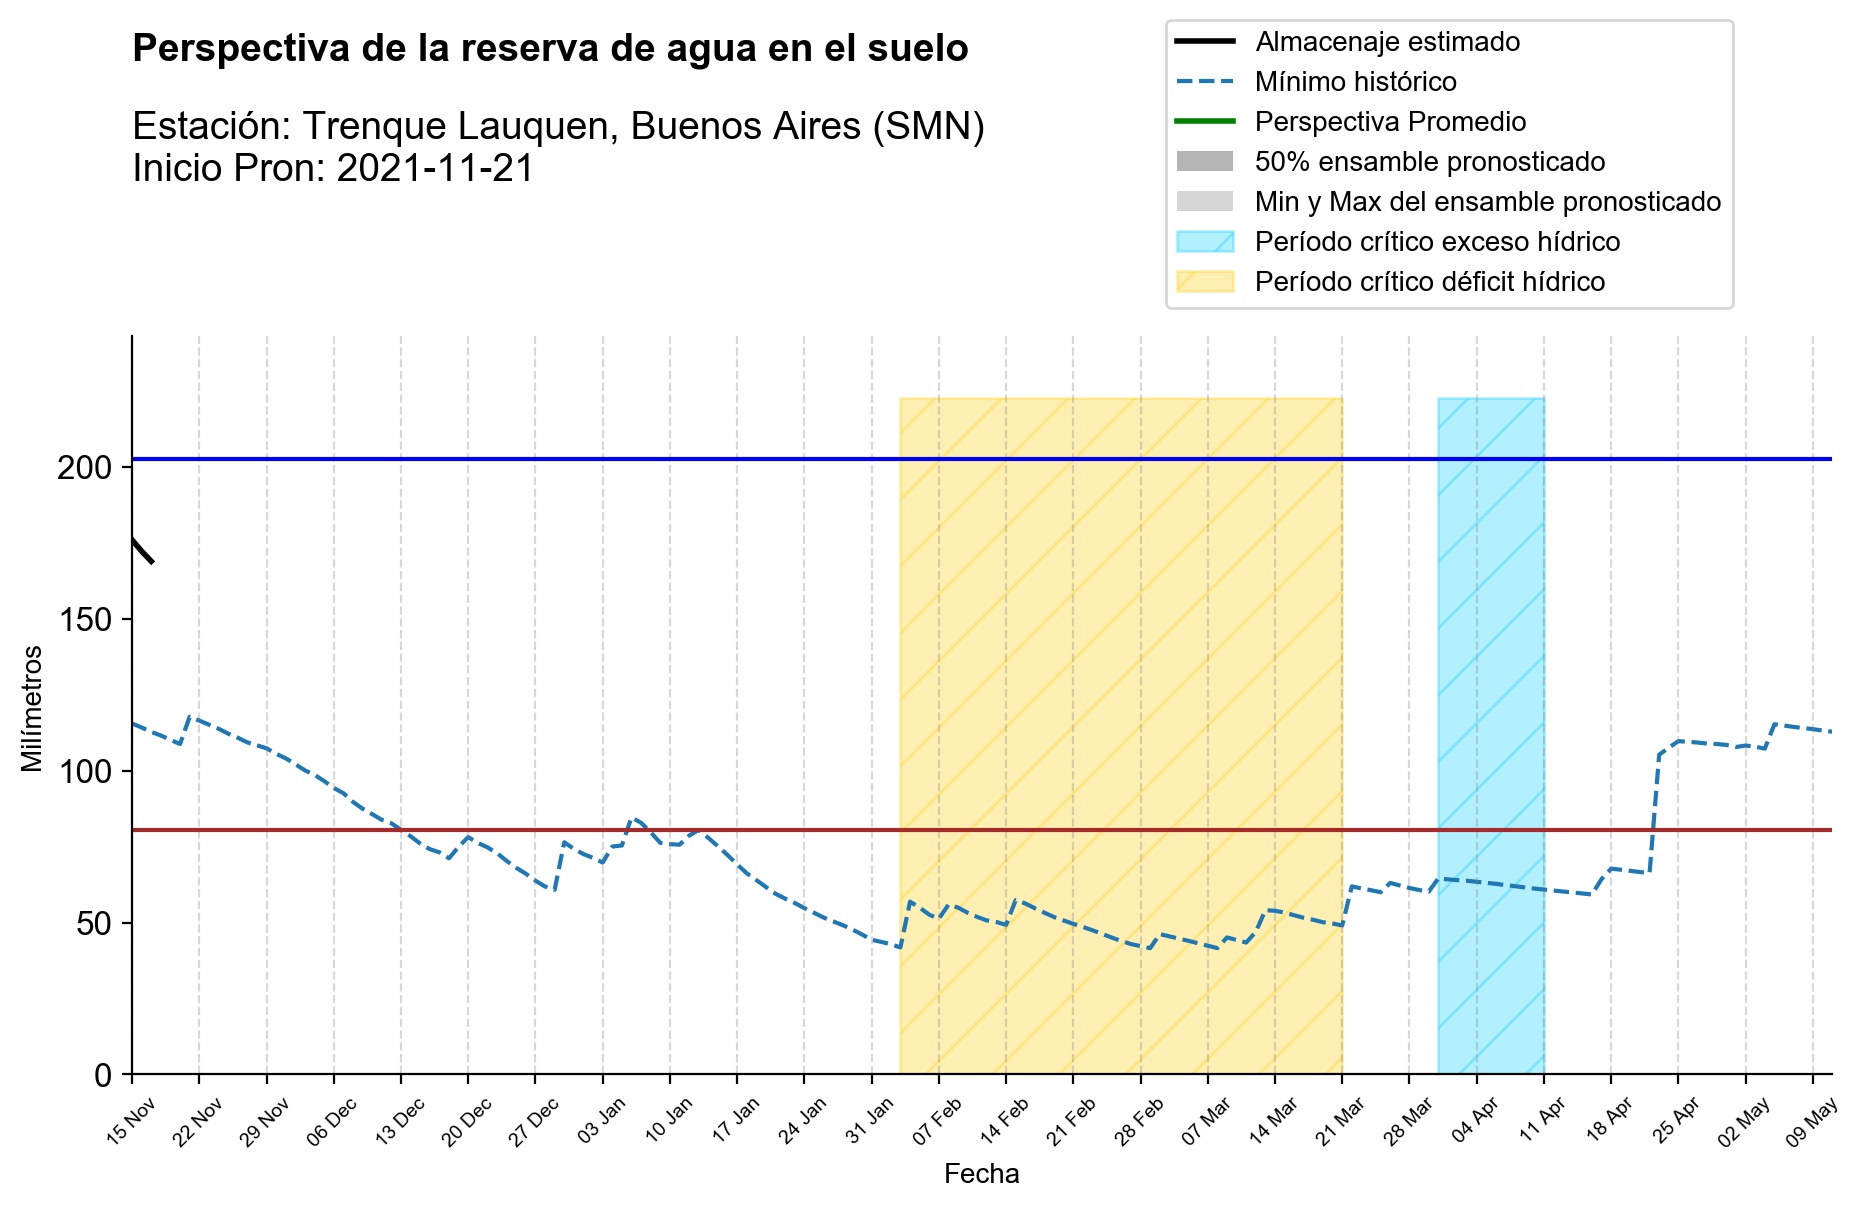 Perspectiva de la reserva de agua en el suelo
Estación: Trenque Lauquen, Buenos Aires (SMN)
Inicio Pron: 2021-11-21
Almacenaje estimado
Mínimo histórico
Perspectiva Promedio
50% ensamble pronosticado
Min y Max del ensamble pronosticado
Período crítico exceso hídrico
Período crítico déficit hídrico
200
150
100
50
0
Milímetros
15 Nov
22 Nov
29 Nov
06 Dec
13 Dec
20 Dec
27 Dec
03 Jan
10 Jan
17 Jan
24 Jan
31 Jan
07 Feb
14 Feb
21 Feb
28 Feb
07 Mar
14 Mar
21 Mar
28 Mar
04 Apr
11 Apr
18 Apr
25 Apr
02 May
09 May
Fecha